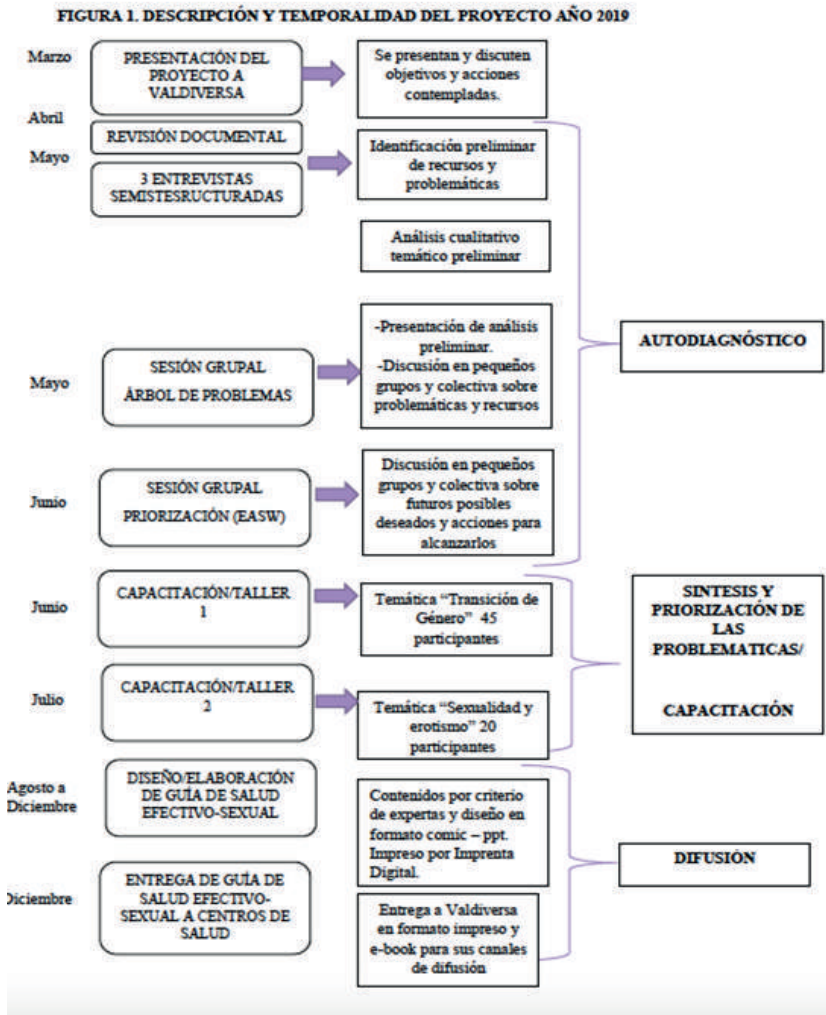 FIGURA 1. DESCRIPCIÓN Y TEMPORALIDAD DEL PROYECTO AÑO 2019
Marzo
PRESENTACIÓN DEL
PROYECTO A
VALDIVERSA
Se presentan y discuten
objetivos y acciones
contempladas.
Abril
REVISIÓN DOCUMENTAL
Mayo
3 ENTREVISTAS
SEMISTESRUCTURADAS
Identificación preliminar
de recursos y
problemáticas
Análisis cualitativo
temático preliminar
Mayo
SESIÓN GRUPAL
ÀRBOL DE PROBLEMAS
-Presentación de análisis
preliminar.
-Discusión en pequeños
grupos y colectiva sobre
problemáticas y recursos
AUTODIAGNÓSTICO
Junio
SESIÓN GRUPAL
PRIORIZACIÓN (EASW)
Discusión en pequeños
grupos y colectiva sobre
futuros posibles
deseados y acciones para
alcanzarlos
Junio
CAPACITACIÓN/TALLER
1
Temática “Transición de
Género” 45
participantes
Julio
CAPACITACIÓN/TALLER
2
Temática “Sexualidad y
erotismo” 20
participantes
SINTESIS Y
PRIORIZACIÓN DE
LAS
PROBLEMATICAS/
CAPACITACIÓN
Agosto a
Diciembre
DISEÑO/ELABORACIÓN
DE GUÍA DE SALUD
EFECTIVO-SEXUAL
Contenidos por criterio
de expertas y diseño en
formato comic – ppt.
Impreso por Imprenta
Digital.
Diciembre
ENTREGA DE GUÍA DE
SALUD EFECTIVO-
SEXUAL A CENTROS DE
SALUD
Entrega a Valdiversa
en formato impreso y
e-book para sus canales
de difusión
DIFUSIÓN